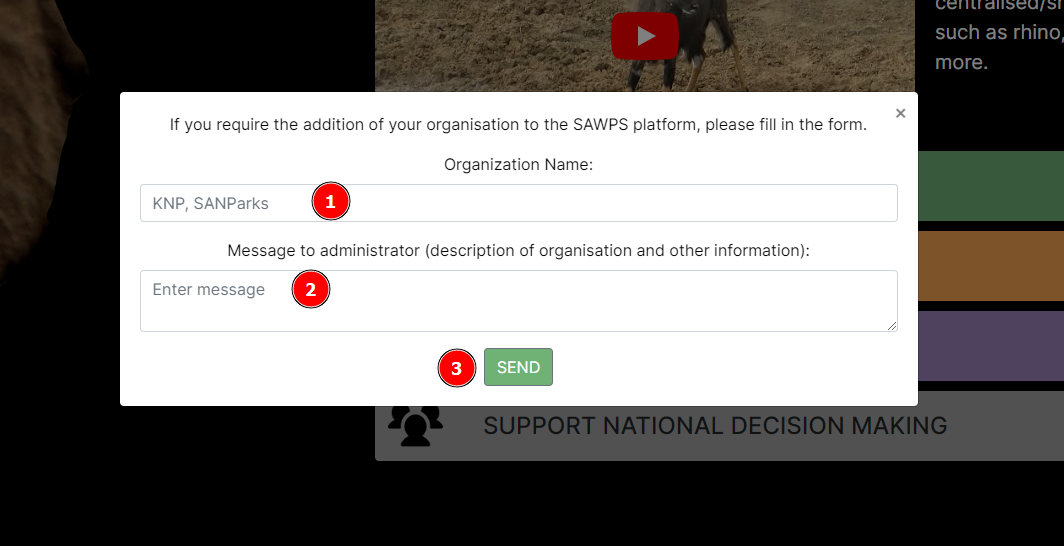 centralised/sh
such as rhino,
more.
×
If you require the addition of your organisation to the SAWPS platform, please fill in the form.
Organization Name:
KNP, SANParks
1
Message to administrator (description of organisation and other information):
Enter message
2
3
SEND
SUPPORT NATIONAL DECISION MAKING